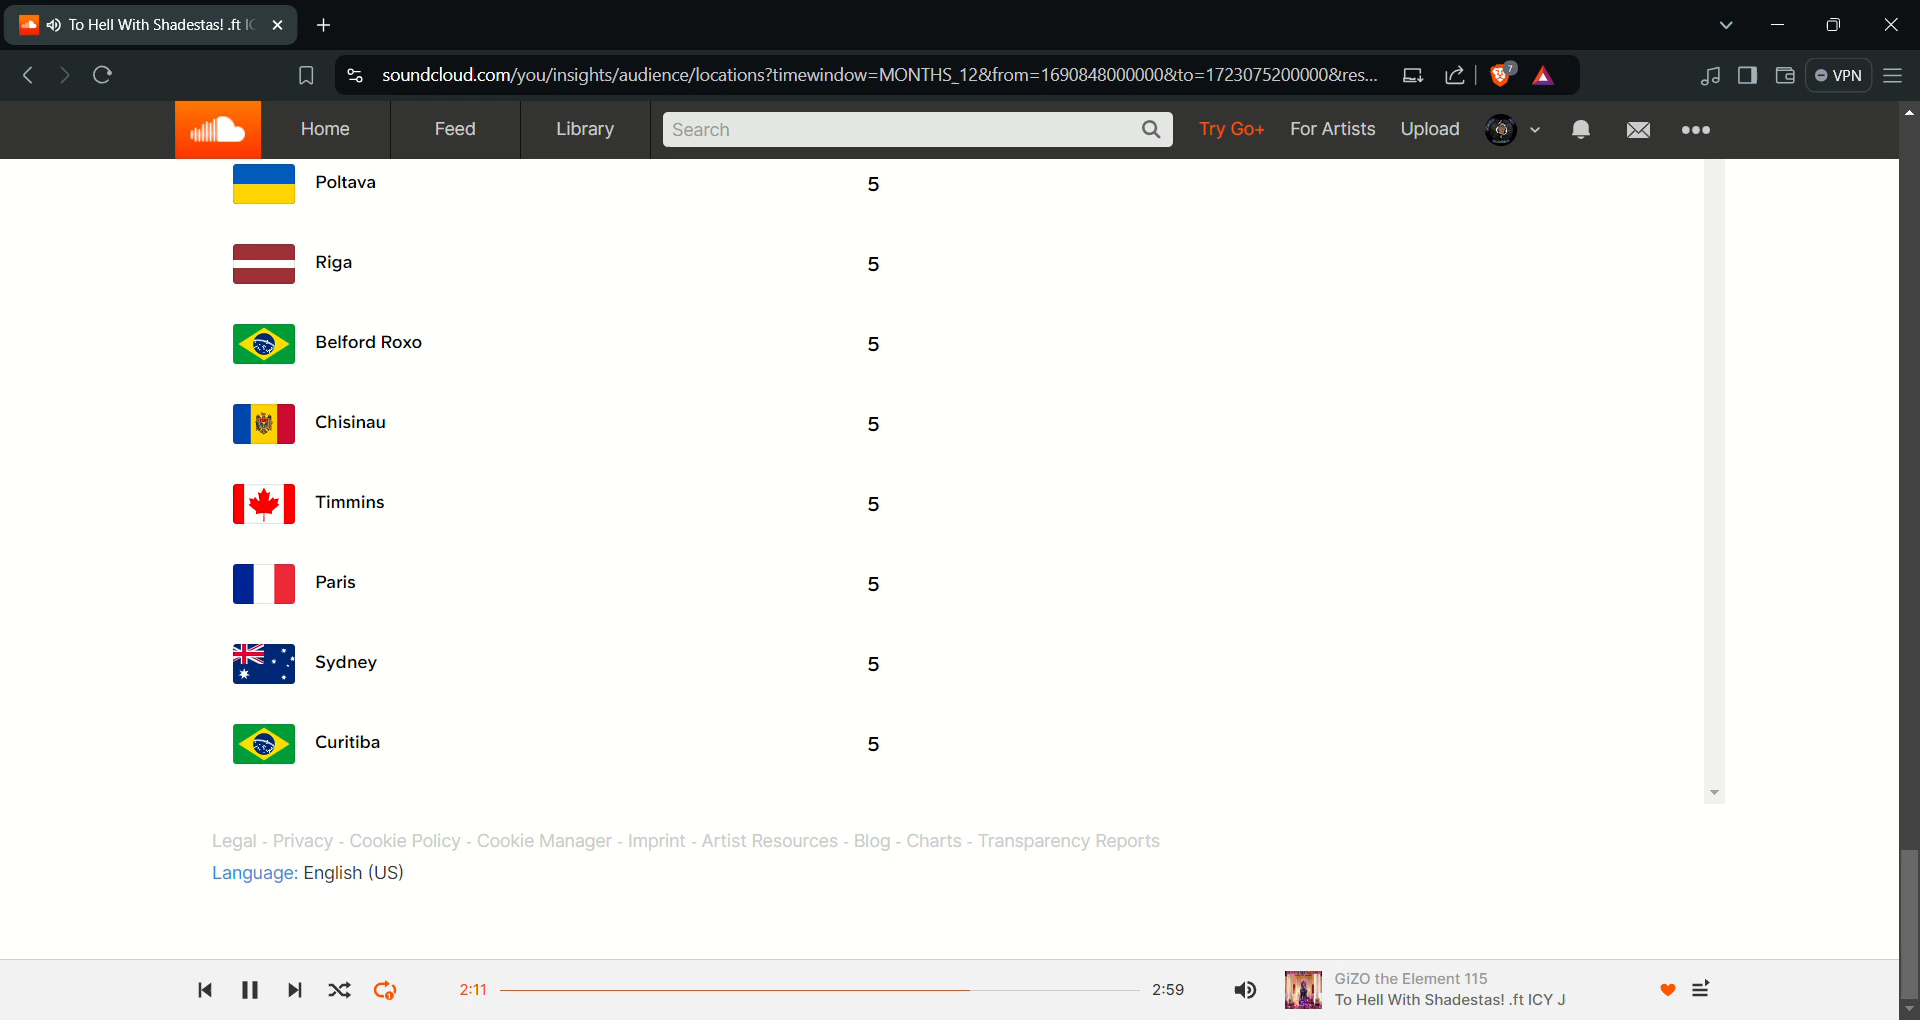 To Hell With Shadestas! .ft IC
soundcloud.com/you/insights/audience/locations?timewindow=MONTHS_12&from=1690848000000&to=1723075200000&res...
7
VPN
Home
Feed
Library
Search
Try Go+
For Artists
Upload
Poltava 5
Riga 5
Belford Roxo 5
Chisinau 5
Timmins 5
Paris 5
Sydney 5
Curitiba 5
Legal - Privacy - Cookie Policy - Cookie Manager - Imprint - Artist Resources - Blog - Charts - Transparency Reports
Language: English (US)
1
2:11
2:59
GiZO the Element 115
To Hell With Shadestas! .ft ICY J